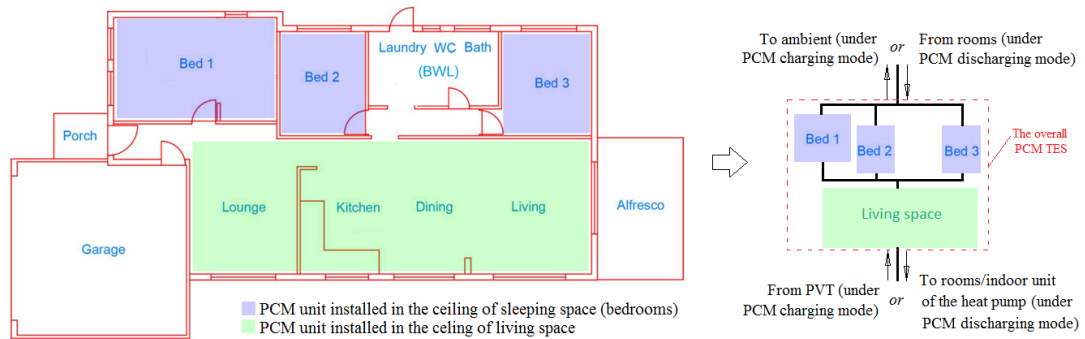 Laundry WC Bath
(BWL)
Bed 1
Bed 2
Bed 3
Porch
Lounge
Kitchen
Dining
Living
Alfresco
Garage
PCM unit installed in the ceiling of sleeping space (bedrooms)
PCM unit installed in the celing of living space
To ambient (under
PCM charging mode)
or
From rooms (under
PCM discharging mode)
Bed 1
Bed 2
Bed 3
The overall
PCM TES
Living space
From PVT (under
PCM charging mode)
or
To rooms/indoor unit
of the heat pump (under
PCM discharging mode)